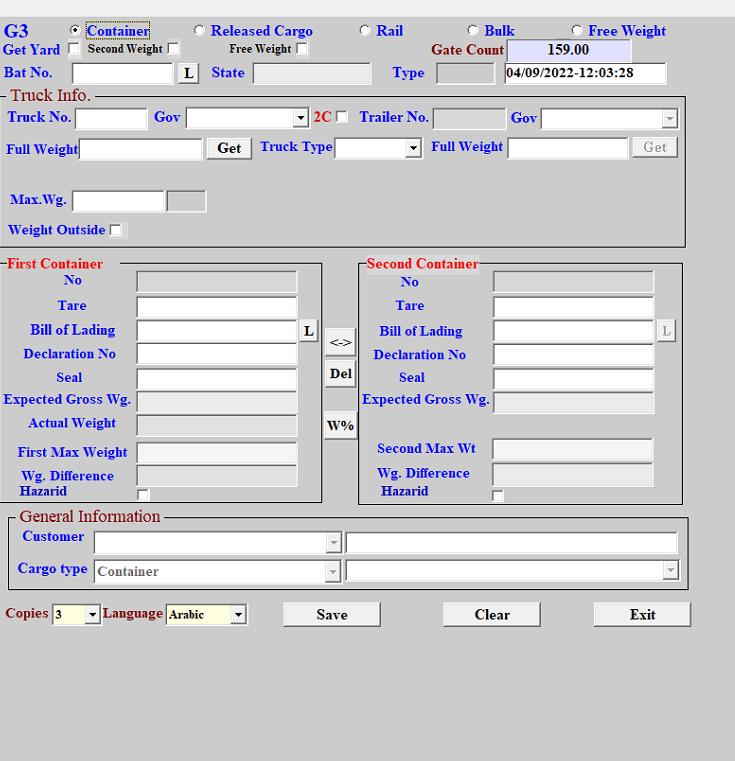 G3 Container Released Cargo Rail Bulk Free Weight
Get Yard Second Weight Free Weight Gate Count 159.00
Bat No. L State Type 04/09/2022-12:03:28
Truck Info.
Truck No. Gov 2C Trailer No. Gov
Full Weight Get Truck Type Full Weight Get
Max.Wg.
Weight Outside
First Container Second Container
No No
Tare Tare
Bill of Lading L Bill of Lading L
<->
Declaration No Declaration No
Seal Del Seal
Expected Gross Wg. Expected Gross Wg.
Actual Weight W%
First Max Weight Second Max Wt
Wg. Difference Wg. Difference
Hazarid Hazarid
General Information
Customer
Cargo type Container
Copies 3 Language Arabic Save Clear Exit